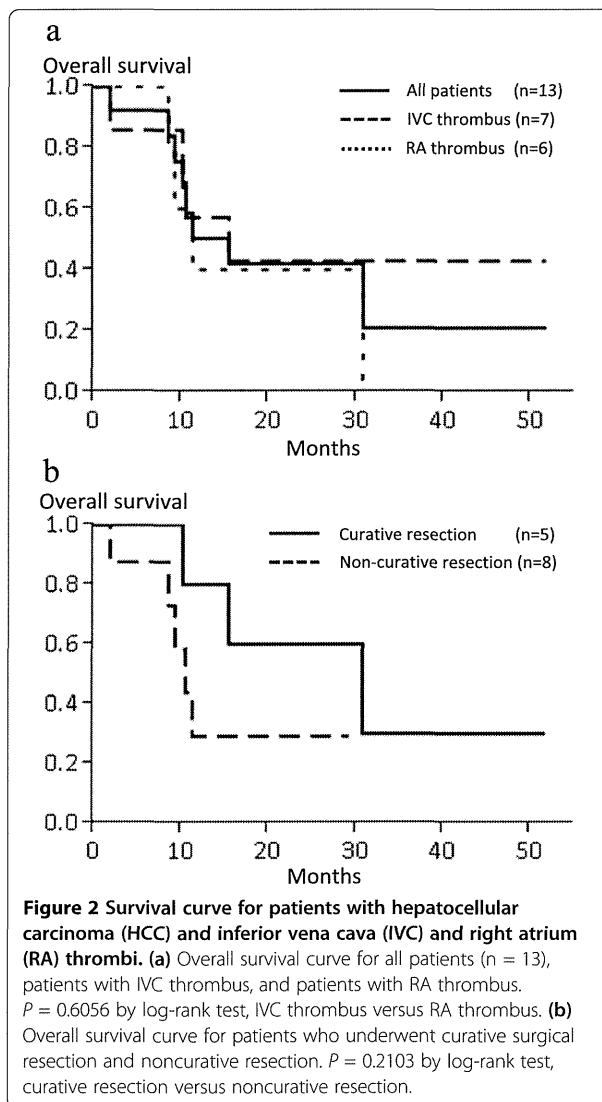 a
Overall survival
1.0
0.8
0.6
0.4
0.2
0.0
0 10 20 30 40 50
Months
All patients (n=13)
IVC thrombus (n=7)
RA thrombus (n=6)
b
Overall survival
1.0
0.8
0.6
0.4
0.2
0.0
0 10 20 30 40 50
Months
Curative resection (n=5)
Non-curative resection (n=8)
Figure 2 Survival curve for patients with hepatocellular
carcinoma (HCC) and inferior vena cava (IVC) and right atrium
(RA) thrombi. (a) Overall survival curve for all patients (n = 13),
patients with IVC thrombus, and patients with RA thrombus.
P = 0.6056 by log-rank test, IVC thrombus versus RA thrombus. (b)
Overall survival curve for patients who underwent curative surgical
resection and noncurative resection. P = 0.2103 by log-rank test,
curative resection versus noncurative resection.